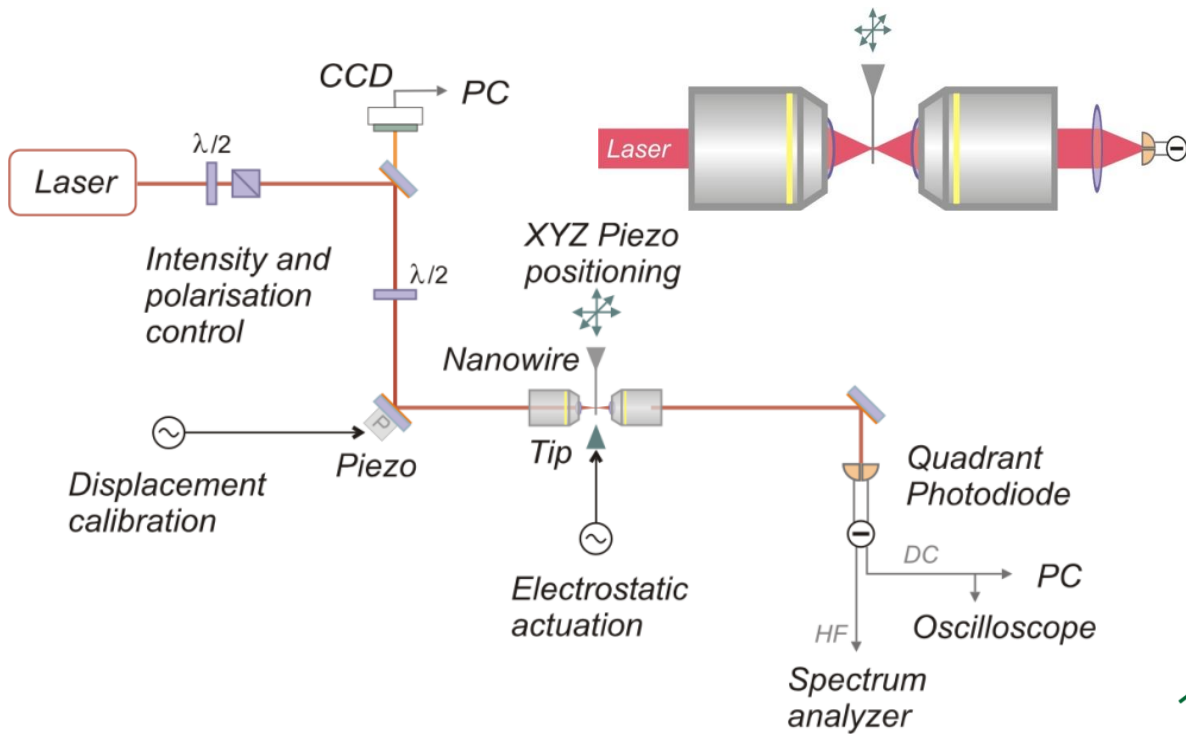 CCD
PC
λ/2
Laser
Laser
Intensity and
polarisation
control
λ/2
XYZ Piezo
positioning
Nanowire
P
Piezo
Tip
Displacement
calibration
Electrostatic
actuation
Quadrant
Photodiode
DC
PC
Oscilloscope
HF
Spectrum
analyzer